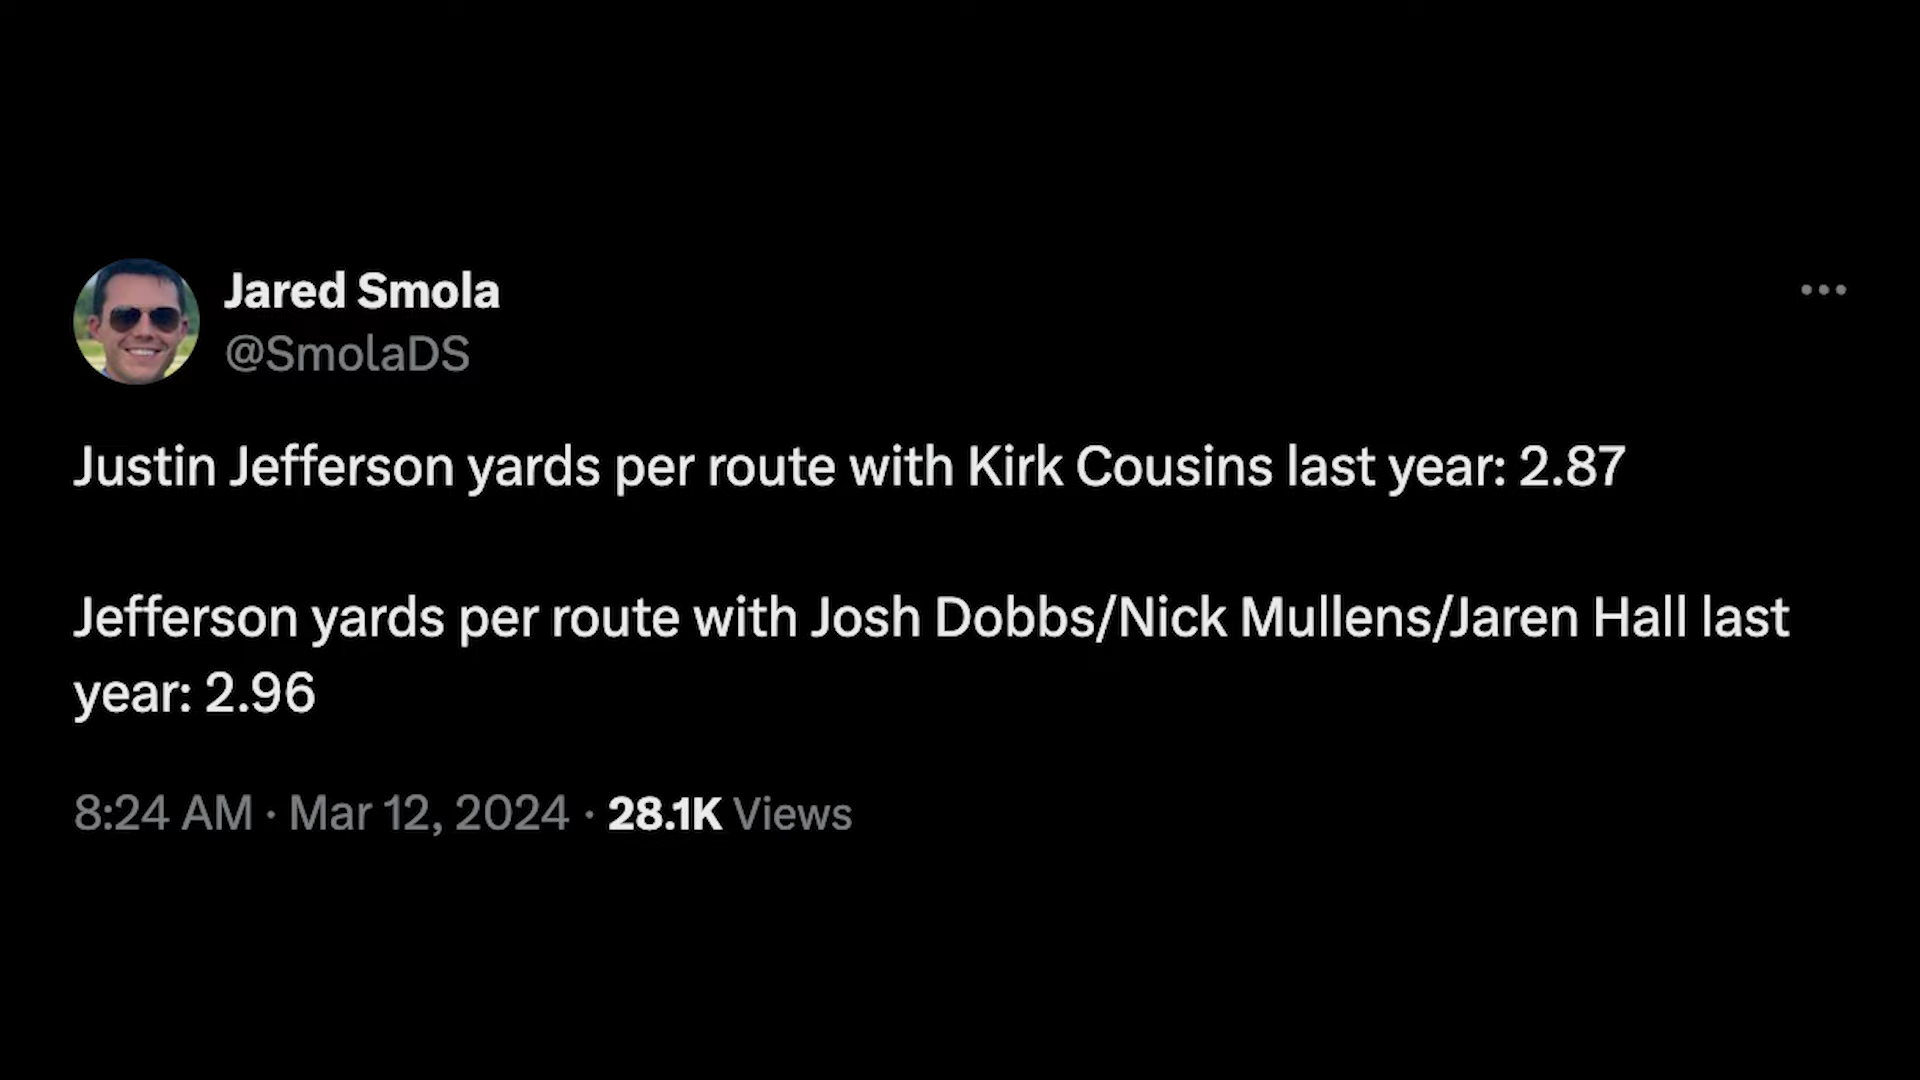 Jared Smola
@SmolaDS
Justin Jefferson yards per route with Kirk Cousins last year: 2.87
Jefferson yards per route with Josh Dobbs/Nick Mullens/Jaren Hall last
year: 2.96
8:24 AM · Mar 12, 2024 · 28.1K Views